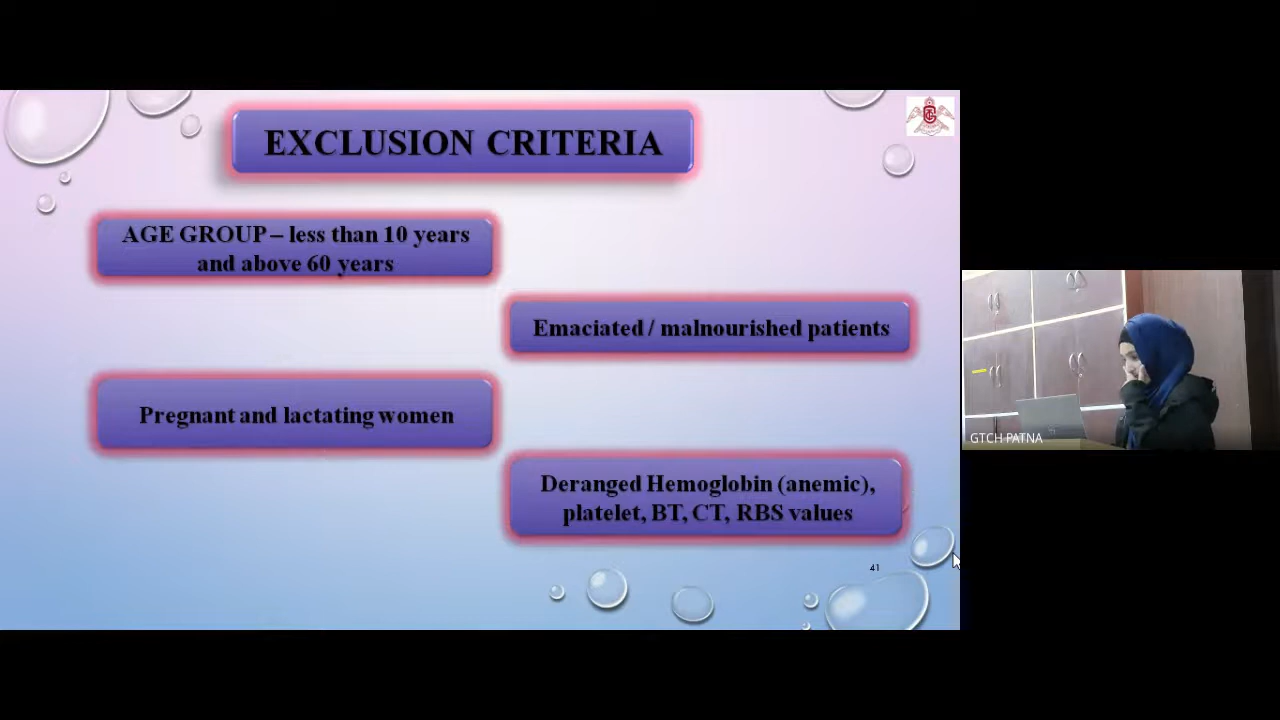 EXCLUSION CRITERIA
AGE GROUP – less than 10 years
and above 60 years
Emaciated / malnourished patients
Pregnant and lactating women
Deranged Hemoglobin (anemic),
platelet, BT, CT, RBS values
41
GTCH PATNA